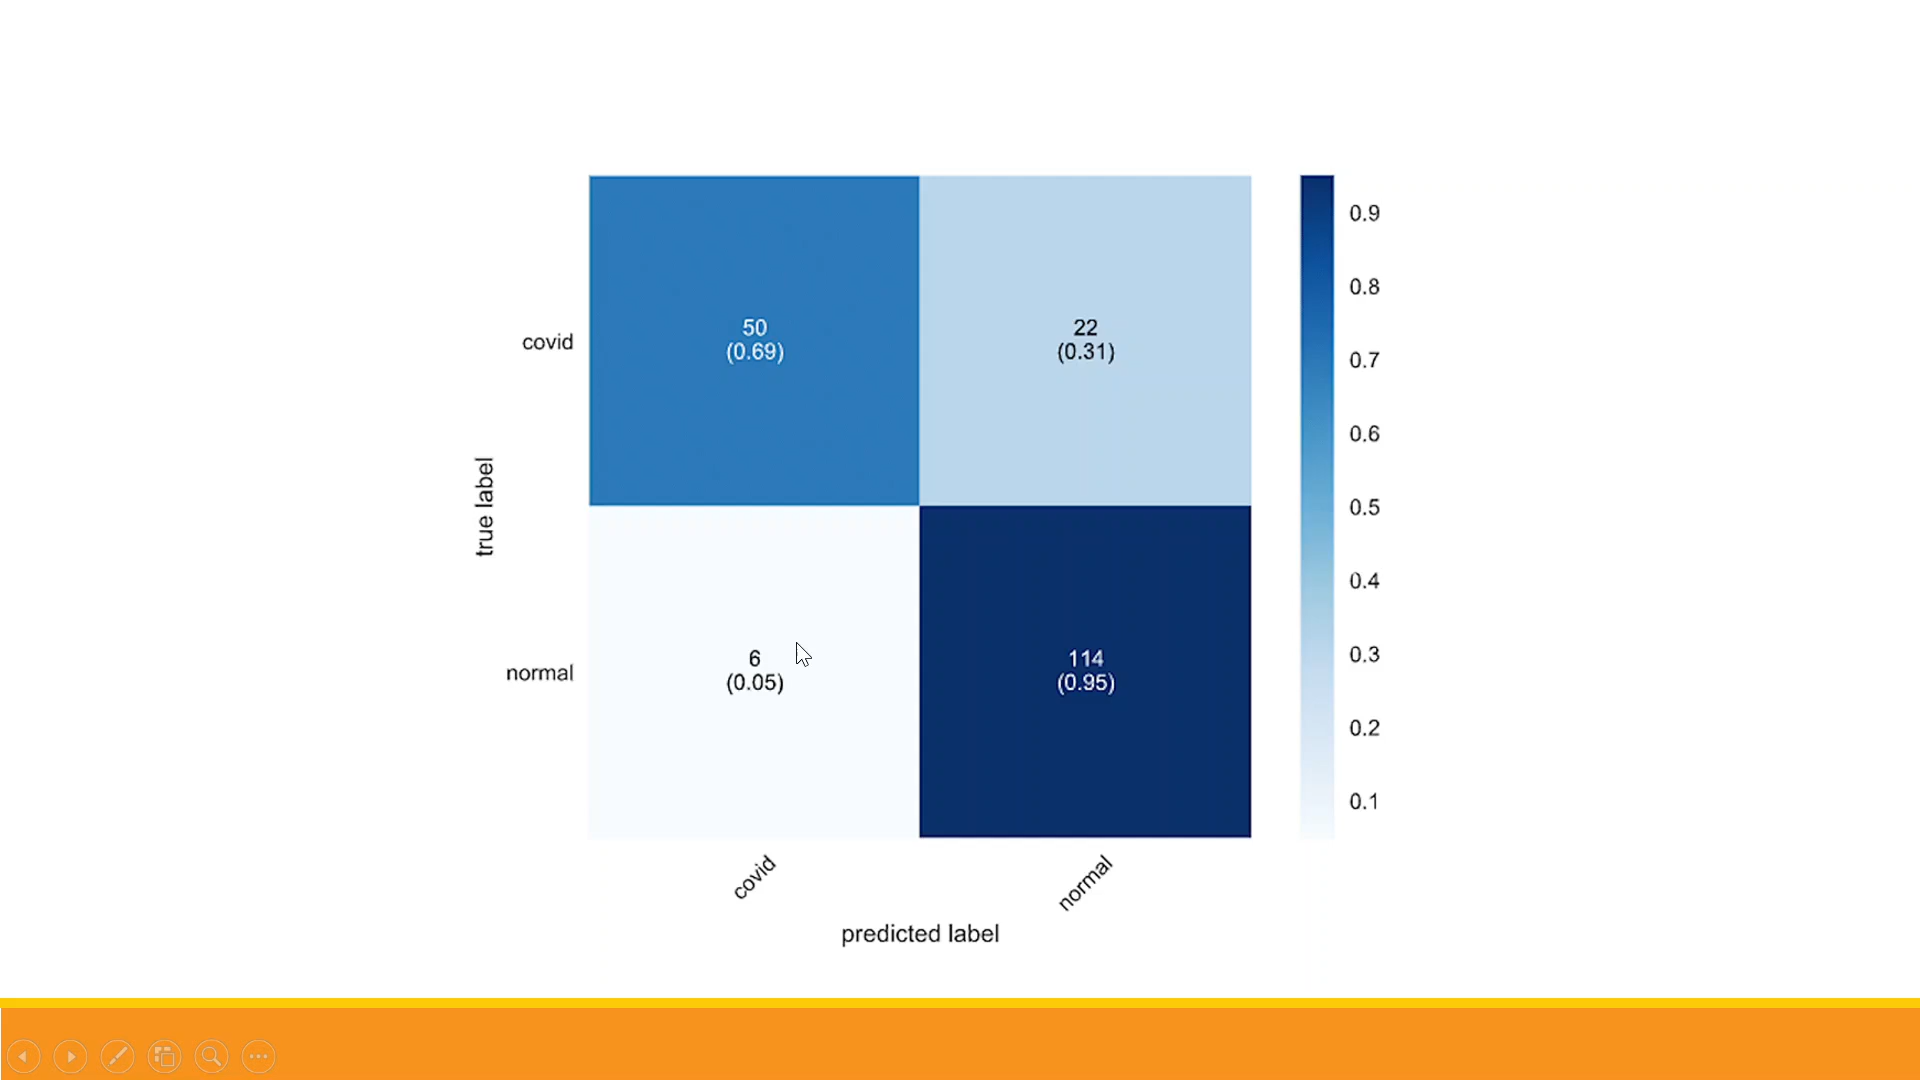 50
(0.69)
22
(0.31)
covid
6
(0.05)
114
(0.95)
normal
true label
covid
normal
predicted label
0.9
0.8
0.7
0.6
0.5
0.4
0.3
0.2
0.1